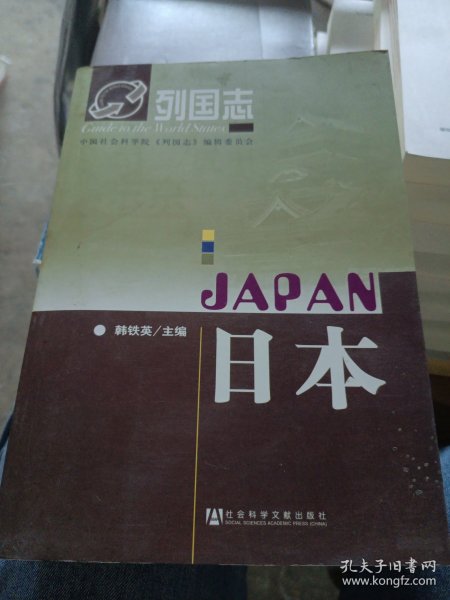 列国志
Guide to the World States
中国社会科学院《列国志》编辑委员会
JAPAN
韩铁英/主编
日本
社会科学文献出版社
SOCIAL SCIENCES ACADEMIC PRESS (CHINA)
孔夫子旧书网
www.kongfz.com